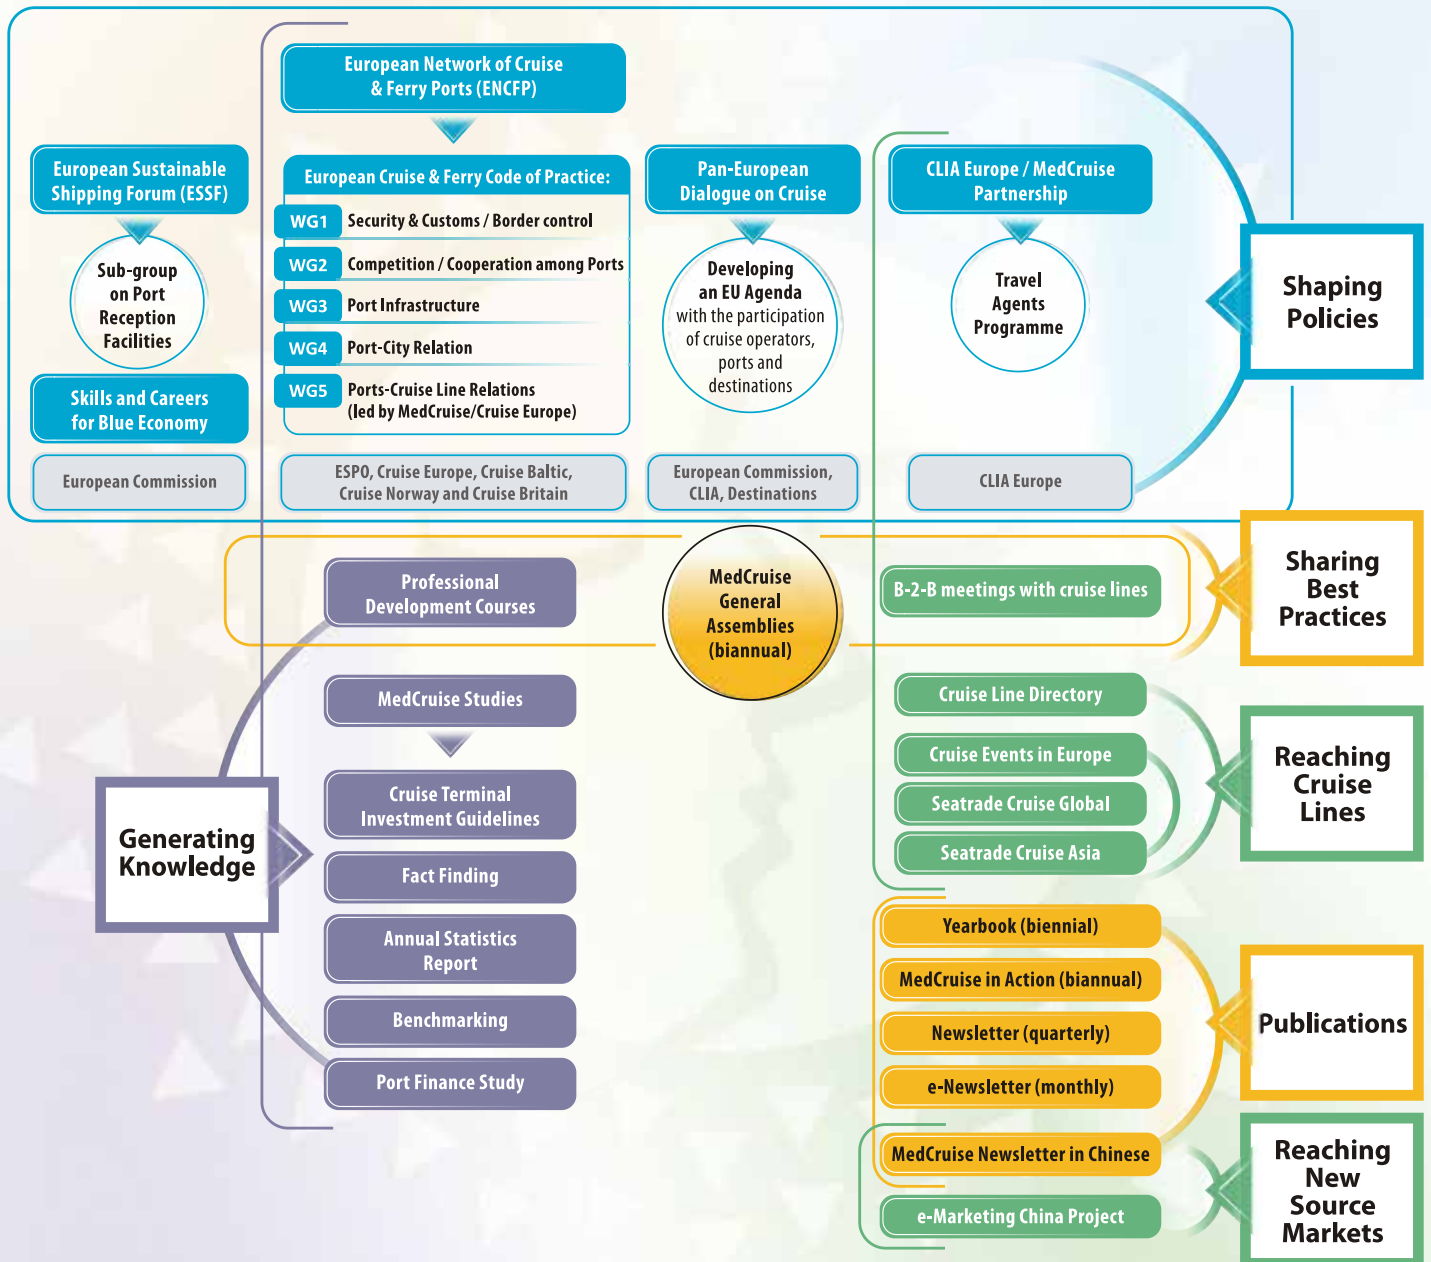 European Network of Cruise
& Ferry Ports (ENCFP)
European Sustainable
Shipping Forum (ESSF)
Sub-group
on Port
Reception
Facilities
Skills and Careers
for Blue Economy
European Commission
European Cruise & Ferry Code of Practice:
WG1 Security & Customs / Border control
WG2 Competition / Cooperation among Ports
WG3 Port Infrastructure
WG4 Port-City Relation
WG5 Ports-Cruise Line Relations
(led by MedCruise/Cruise Europe)
ESPO, Cruise Europe, Cruise Baltic,
Cruise Norway and Cruise Britain
Pan-European
Dialogue on Cruise
Developing
an EU Agenda
with the participation
of cruise operators,
ports and
destinations
European Commission,
CLIA, Destinations
CLIA Europe / MedCruise
Partnership
Travel
Agents
Programme
CLIA Europe
Shaping
Policies
Professional
Development Courses
MedCruise
General
Assemblies
(biannual)
B-2-B meetings with cruise lines
Sharing
Best
Practices
Generating
Knowledge
MedCruise Studies
Cruise Terminal
Investment Guidelines
Fact Finding
Annual Statistics
Report
Benchmarking
Port Finance Study
Cruise Line Directory
Cruise Events in Europe
Seatrade Cruise Global
Seatrade Cruise Asia
Reaching
Cruise
Lines
Yearbook (biennial)
MedCruise in Action (biannual)
Newsletter (quarterly)
e-Newsletter (monthly)
MedCruise Newsletter in Chinese
Publications
e-Marketing China Project
Reaching
New
Source
Markets